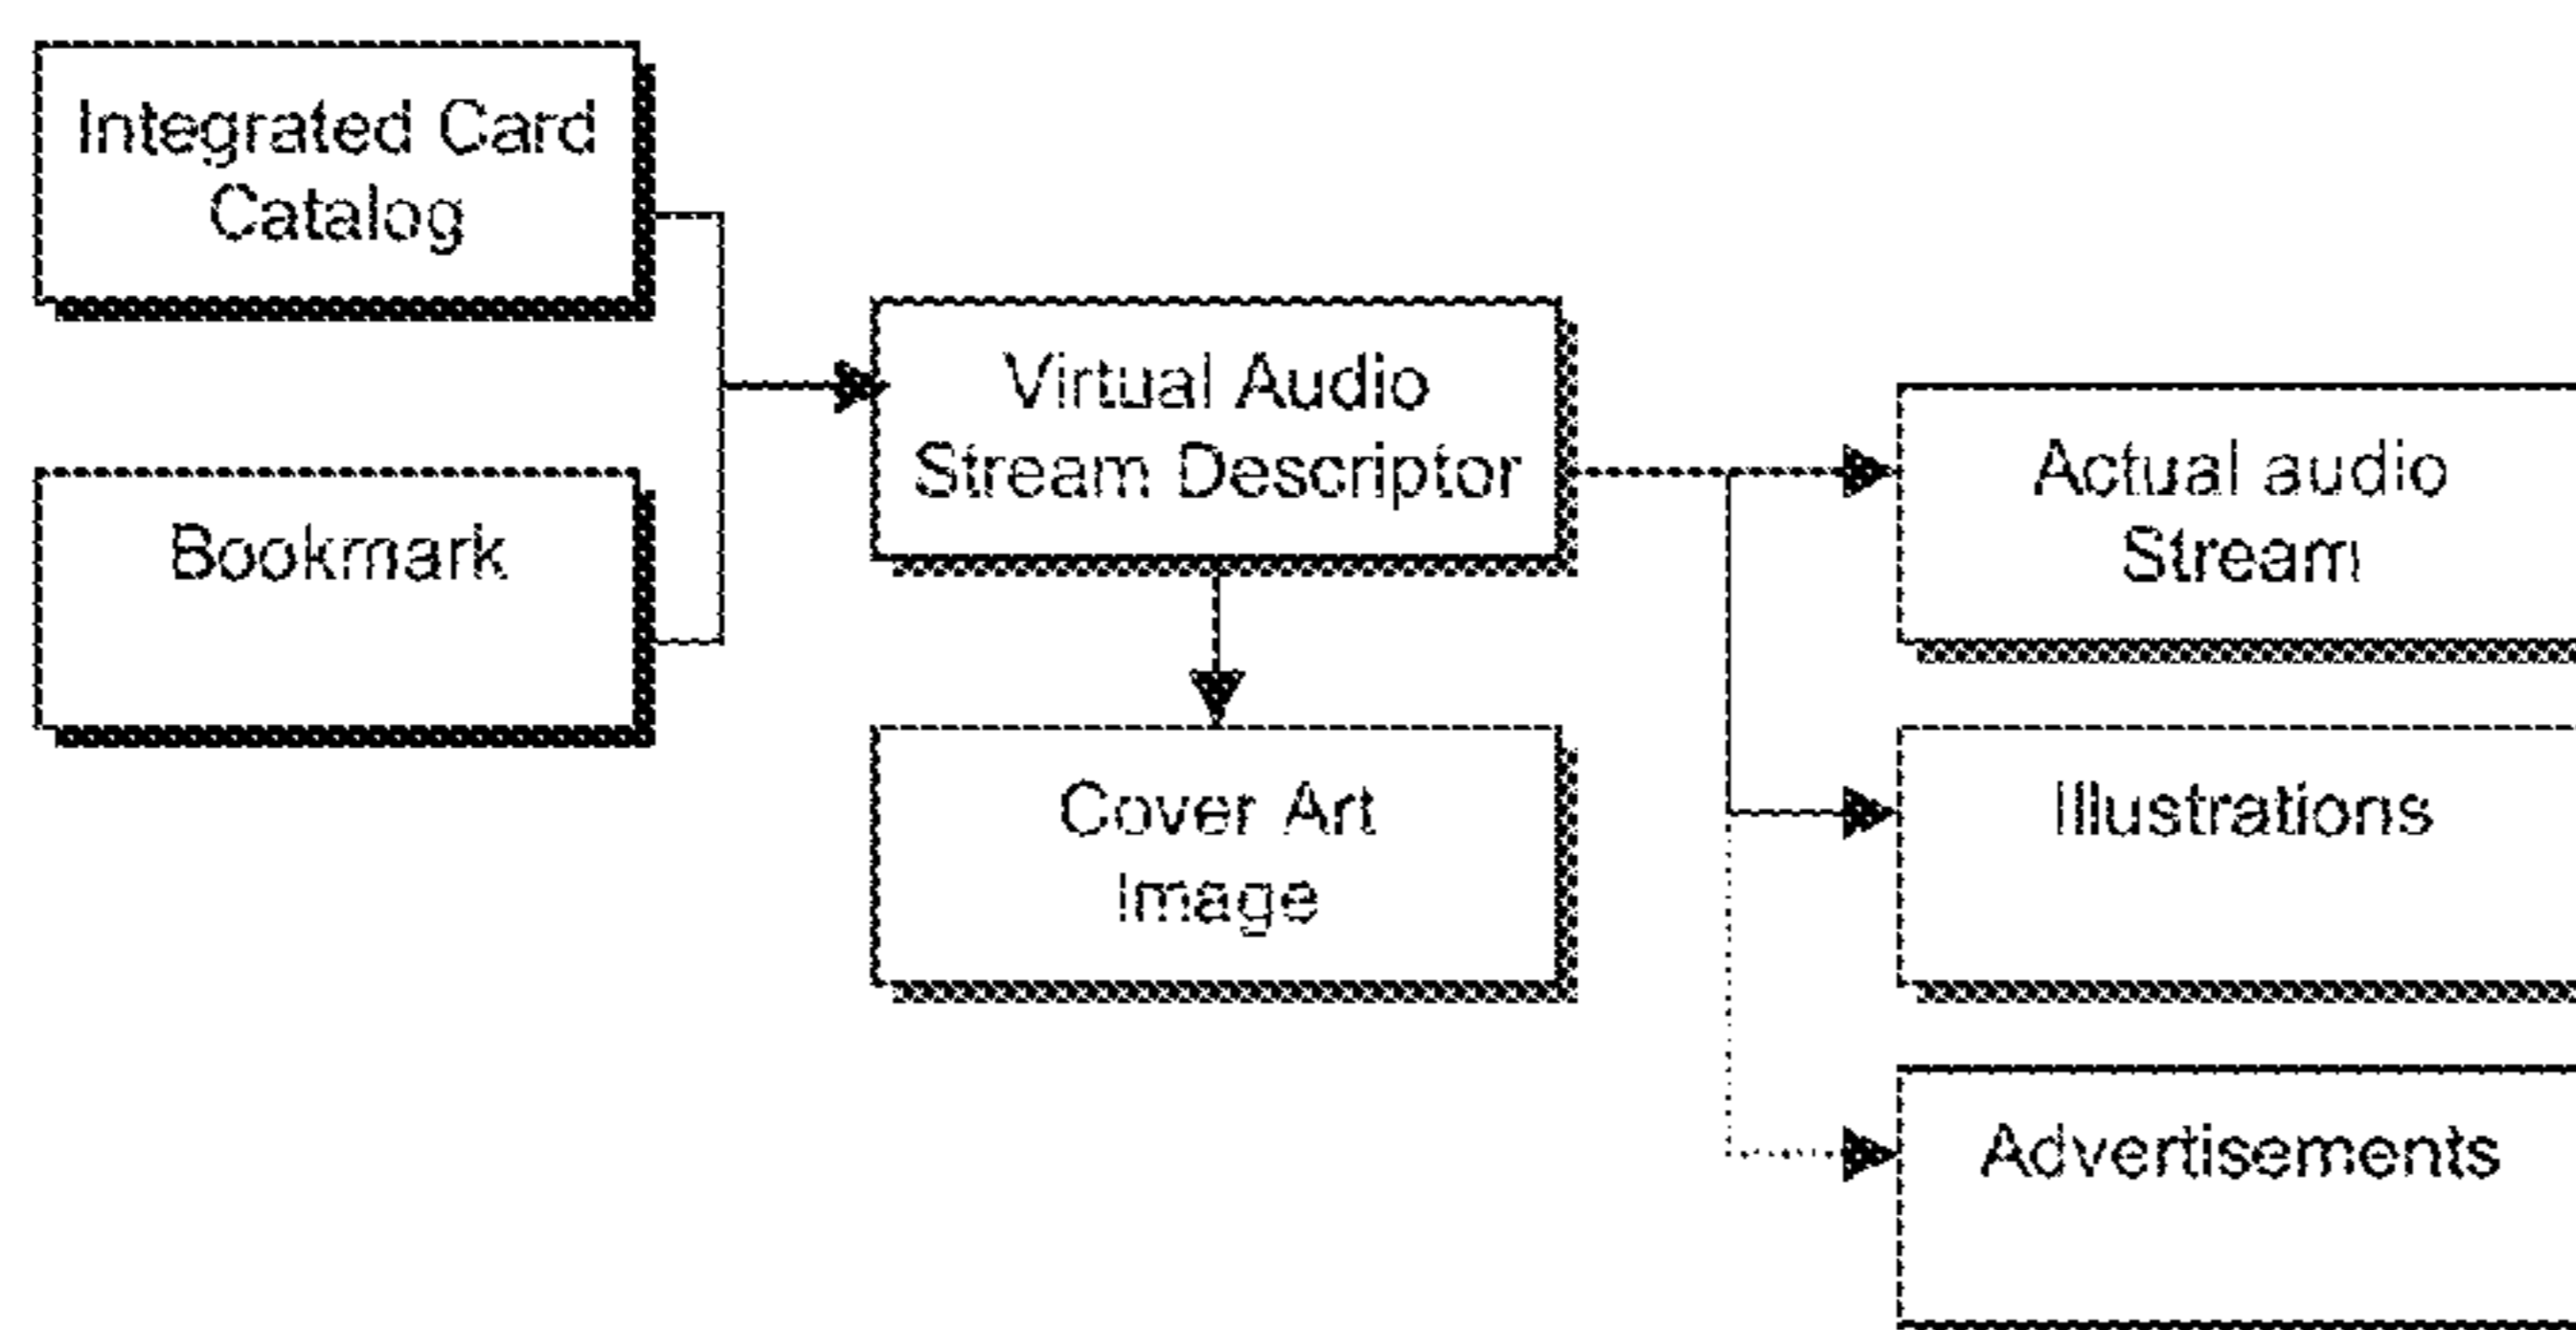 Integrated Card
Catalog
Bookmark
Virtual Audio
Stream Descriptor
Cover Art
Image
Actual audio
Stream
Illustrations
Advertisements